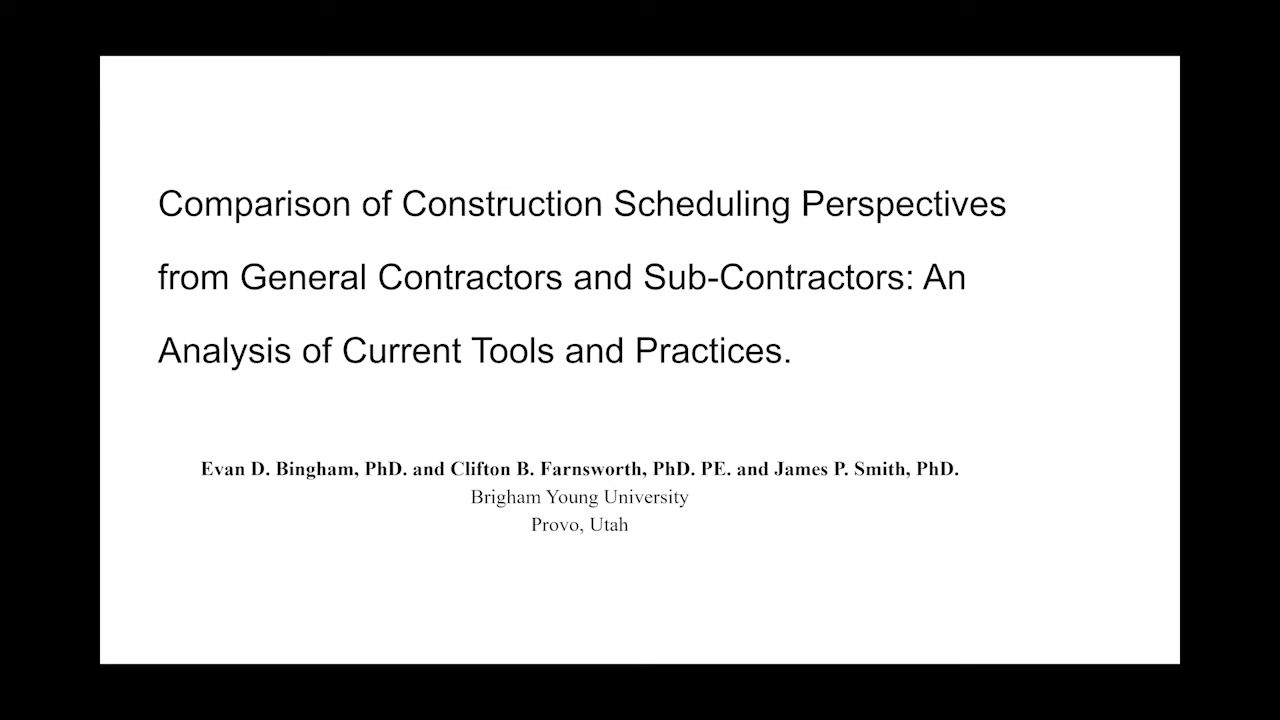 Comparison of Construction Scheduling Perspectives
from General Contractors and Sub-Contractors: An
Analysis of Current Tools and Practices.
Evan D. Bingham, PhD. and Clifton B. Farnsworth, PhD. PE. and James P. Smith, PhD.
Brigham Young University
Provo, Utah